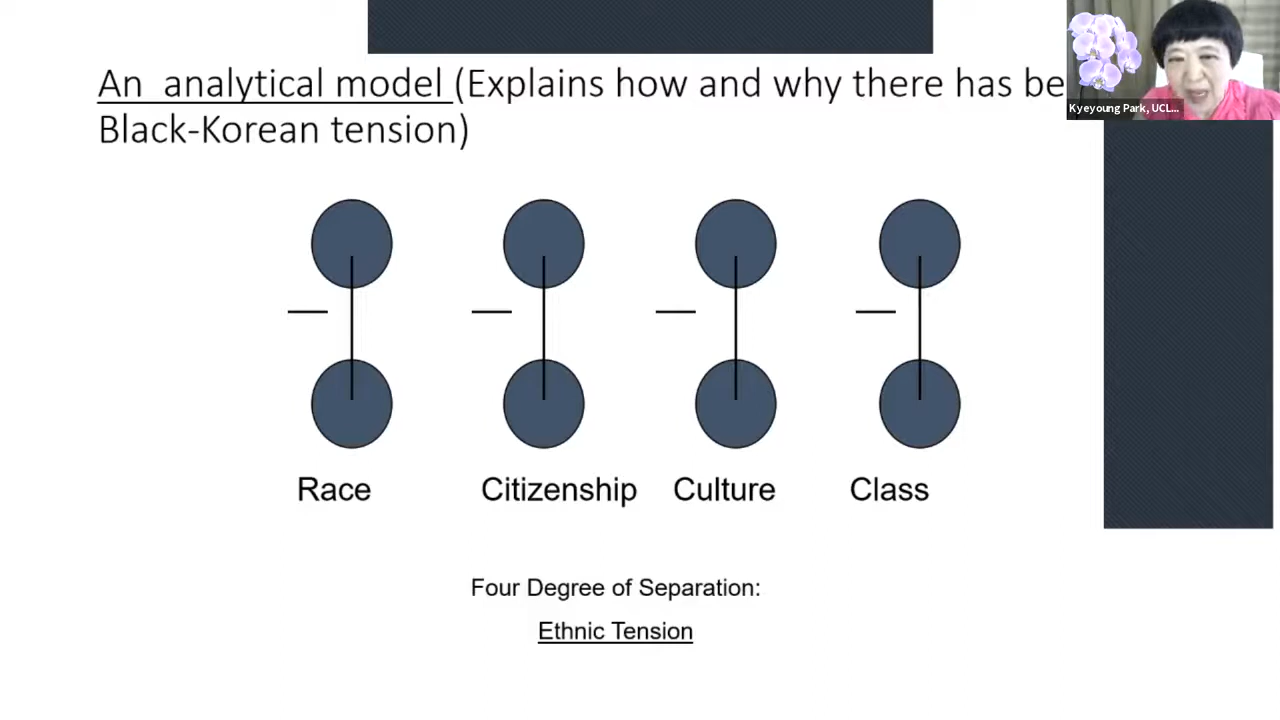 An  analytical model (Explains how and why there has be
Black-Korean tension)
Kyeyoung Park, UCL...
Race
Citizenship
Culture
Class
Four Degree of Separation:
Ethnic Tension